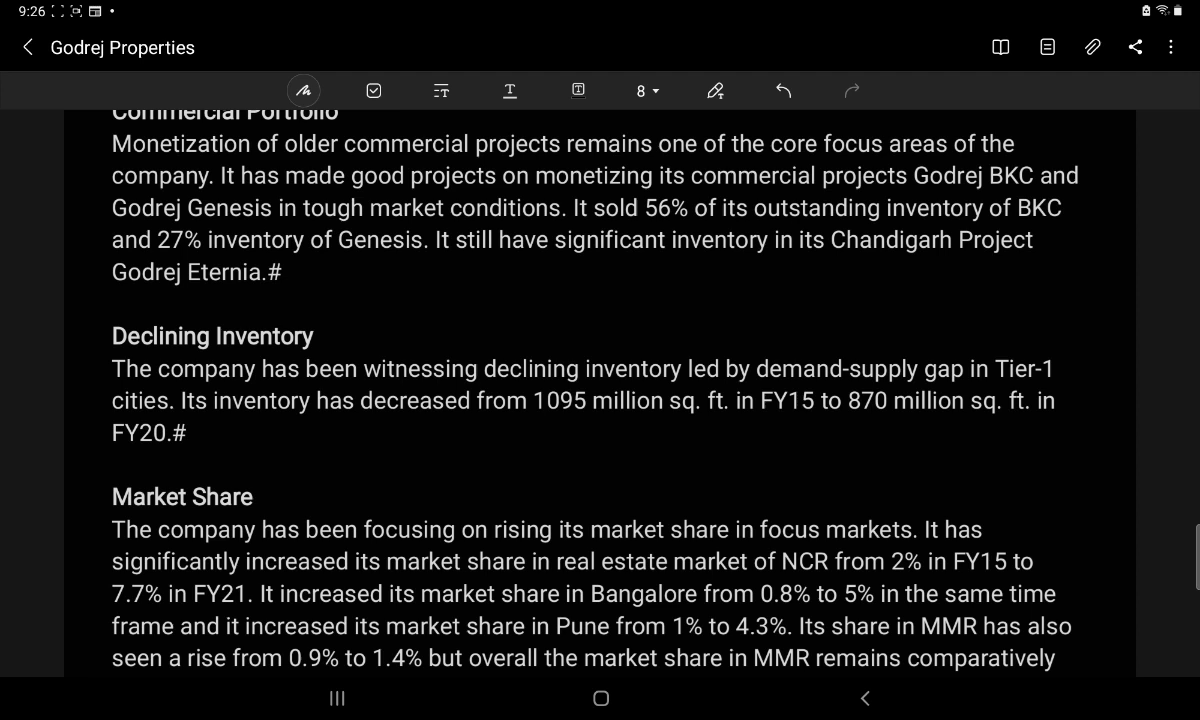 9:26
Godrej Properties
8
Commercial Portfolio
Monetization of older commercial projects remains one of the core focus areas of the
company. It has made good projects on monetizing its commercial projects Godrej BKC and
Godrej Genesis in tough market conditions. It sold 56% of its outstanding inventory of BKC
and 27% inventory of Genesis. It still have significant inventory in its Chandigarh Project
Godrej Eternia.#
Declining Inventory
The company has been witnessing declining inventory led by demand-supply gap in Tier-1
cities. Its inventory has decreased from 1095 million sq. ft. in FY15 to 870 million sq. ft. in
FY20.#
Market Share
The company has been focusing on rising its market share in focus markets. It has
significantly increased its market share in real estate market of NCR from 2% in FY15 to
7.7% in FY21. It increased its market share in Bangalore from 0.8% to 5% in the same time
frame and it increased its market share in Pune from 1% to 4.3%. Its share in MMR has also
seen a rise from 0.9% to 1.4% but overall the market share in MMR remains comparatively